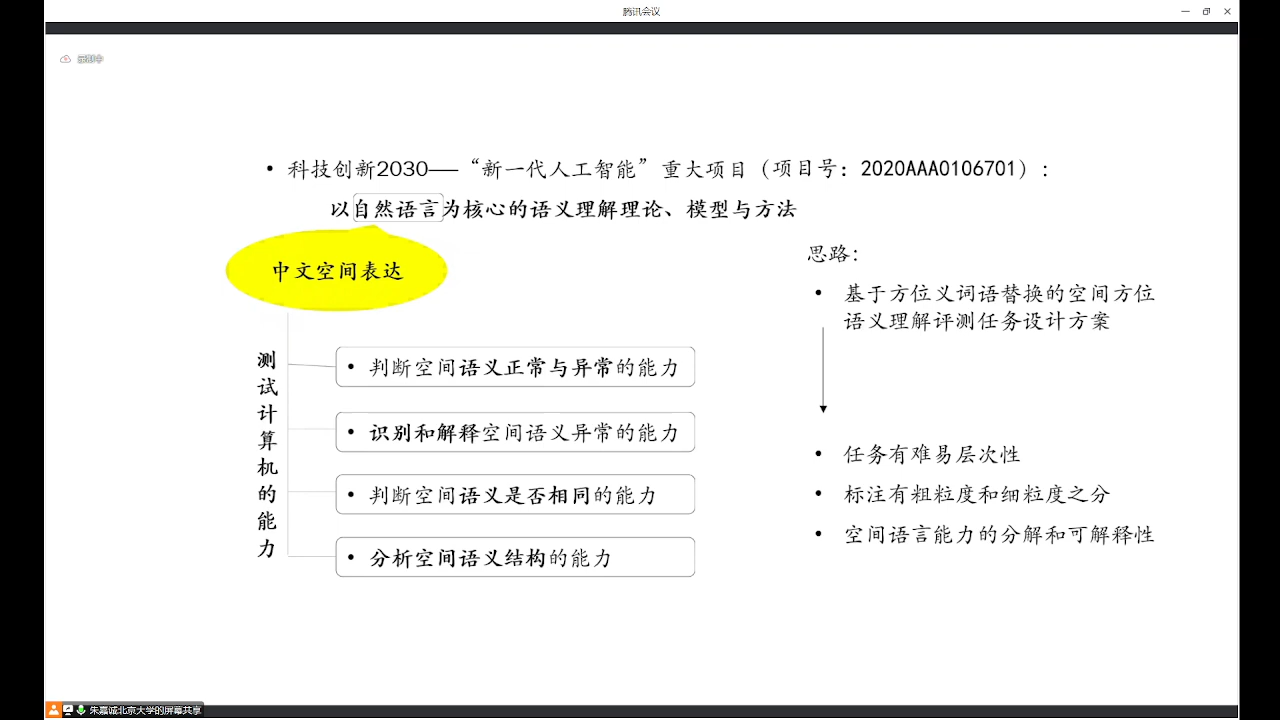 腾讯会议
录制中
• 科技创新2030——“新一代人工智能”重大项目（项目号：2020AAA0106701）：
以自然语言为核心的语义理解理论、模型与方法
中文空间表达
测试计算机的能力
• 判断空间语义正常与异常的能力
• 识别和解释空间语义异常的能力
• 判断空间语义是否相同的能力
• 分析空间语义结构的能力
思路：
• 基于方位义词语替换的空间方位
语义理解评测任务设计方案
• 任务有难易层次性
• 标注有粗粒度和细粒度之分
• 空间语言能力的分解和可解释性
朱嘉诚北京大学的屏幕共享